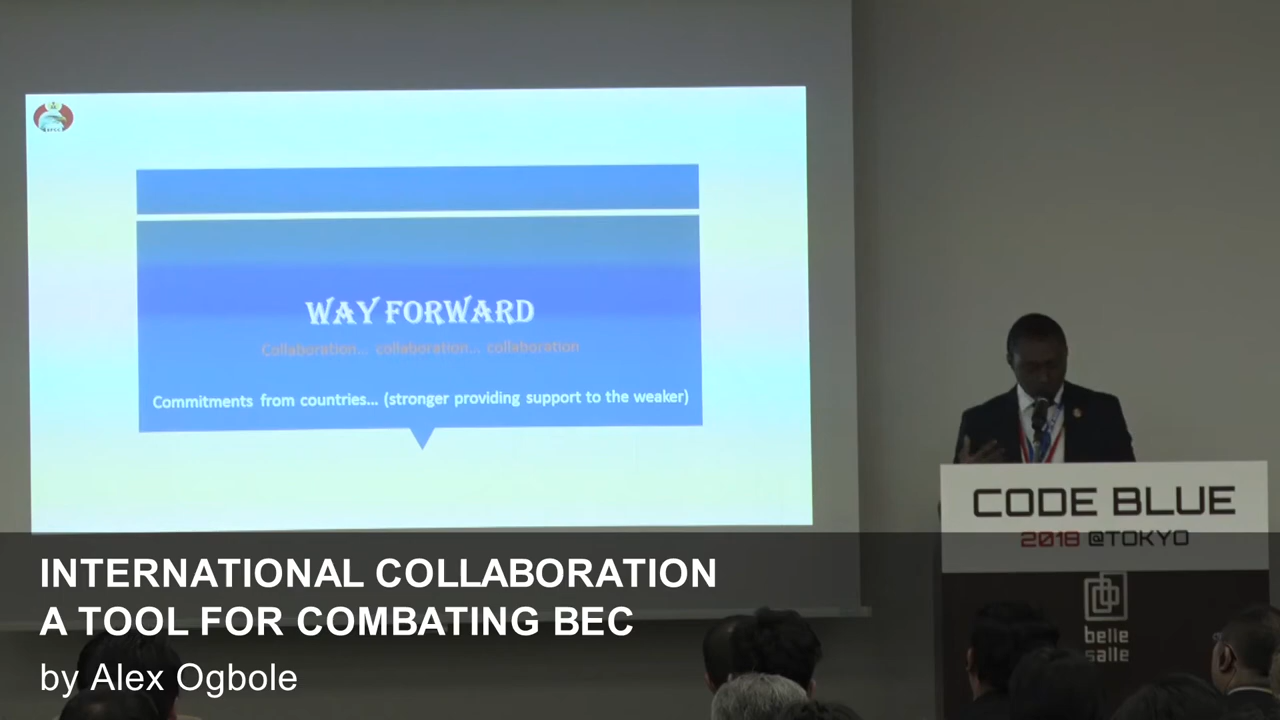 WAY FORWARD
Collaboration... collaboration... collaboration
Commitments from countries... (stronger providing support to the weaker)
CODE BLUE
2018 @TOKYO
belle
salle
INTERNATIONAL COLLABORATION
A TOOL FOR COMBATING BEC
by Alex Ogbole